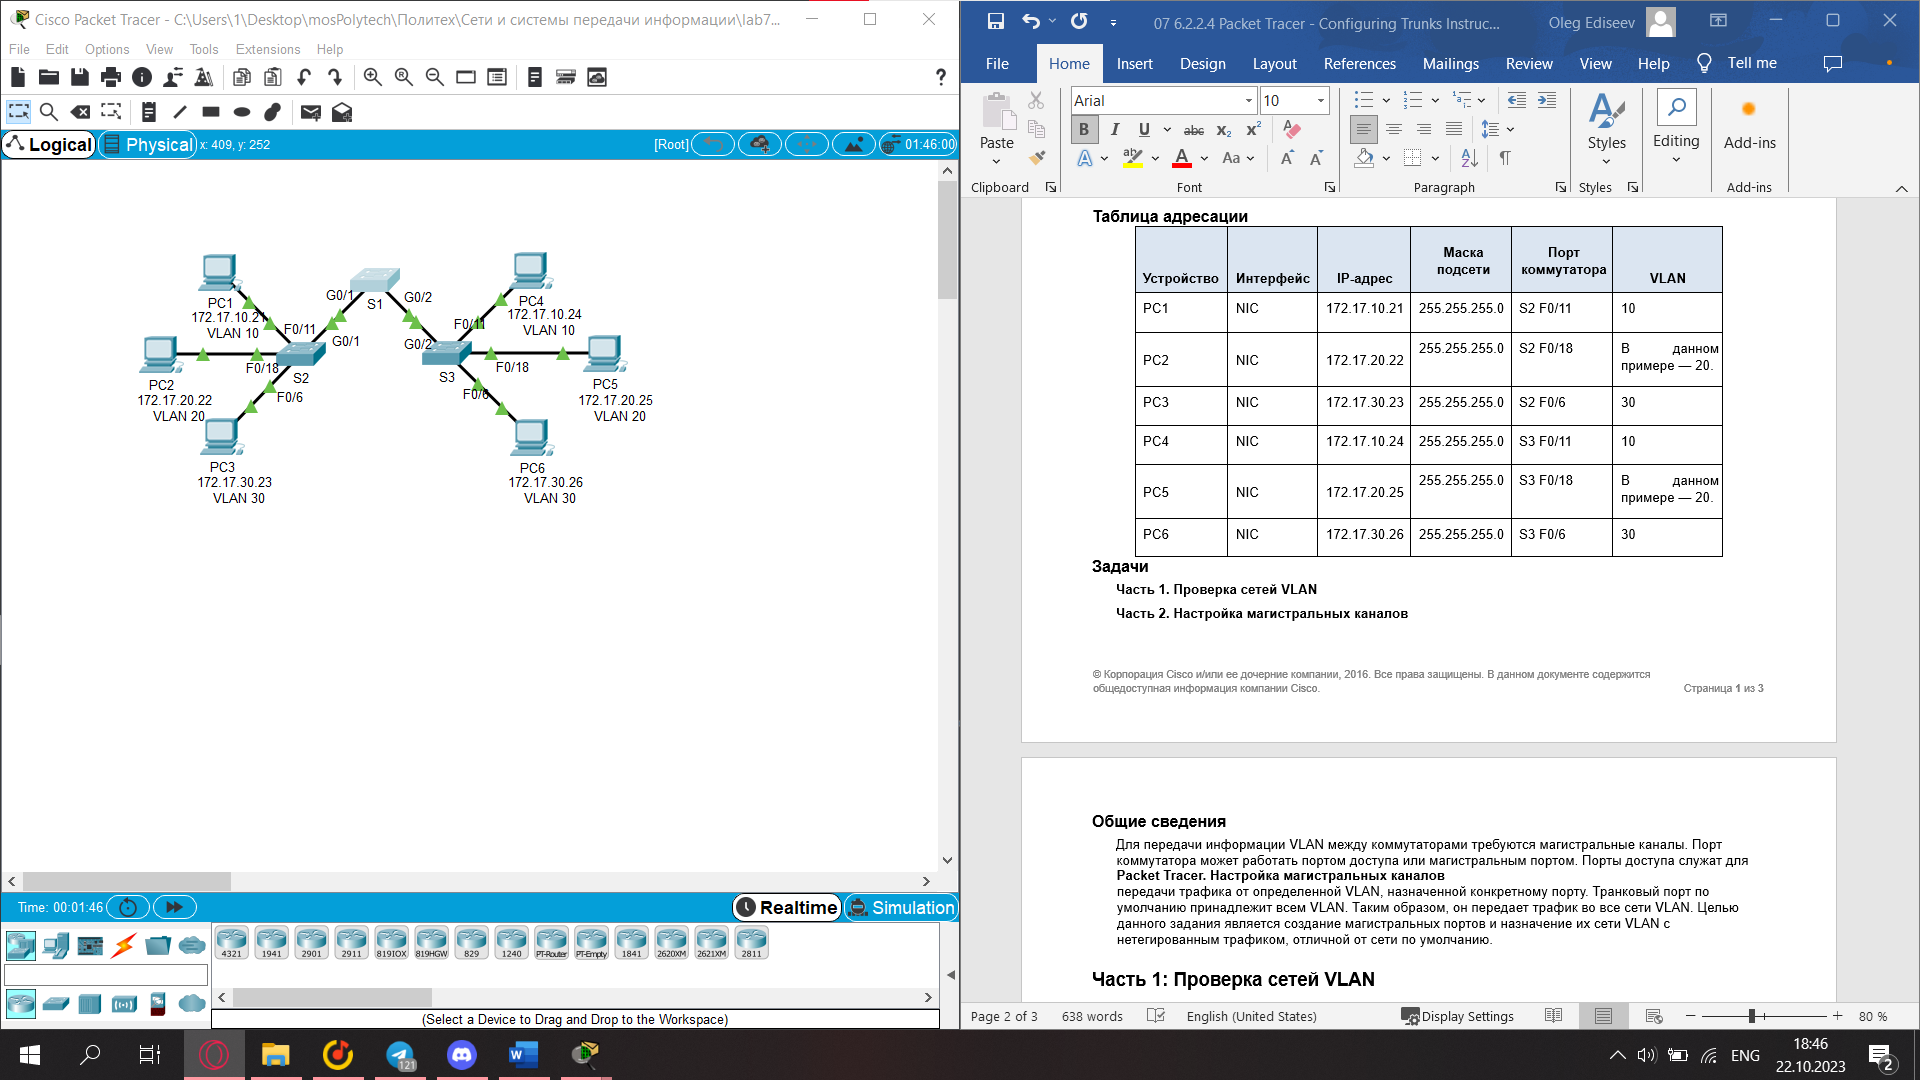 Cisco Packet Tracer - C:\Users\1\Desktop\mosPolytech\Политех\Сети и системы передачи информации\lab7...
File Edit Options View Tools Extensions Help
Logical Physical x: 409, y: 252
[Root] 01:46:00
PC1
172.17.10.21
VLAN 10
PC2
172.17.20.22
VLAN 20
PC3
172.17.30.23
VLAN 30
F0/11
F0/18
F0/6
S2
G0/1
G0/1
S1
G0/2
G0/2
S3
F0/11
F0/18
F0/6
PC4
172.17.10.24
VLAN 10
PC5
172.17.20.25
VLAN 20
PC6
172.17.30.26
VLAN 30
Time: 00:01:46
Realtime Simulation
4321 1941 2901 2911 819IOX 819HGW 829 1240 PT-Router PT-Empty 1841 2620XM 2621XM 2811
(Select a Device to Drag and Drop to the Workspace)
07 6.2.2.4 Packet Tracer - Configuring Trunks Instruc...
Oleg Ediseev
File Home Insert Design Layout References Mailings Review View Help Tell me
Paste
Arial 10
Styles Editing Add-ins
Clipboard Font Paragraph Styles Add-ins
Таблица адресации
Устройство Интерфейс IP-адрес Маска подсети Порт коммутатора VLAN
PC1 NIC 172.17.10.21 255.255.255.0 S2 F0/11 10
PC2 NIC 172.17.20.22 255.255.255.0 S2 F0/18 В данном примере — 20.
PC3 NIC 172.17.30.23 255.255.255.0 S2 F0/6 30
PC4 NIC 172.17.10.24 255.255.255.0 S3 F0/11 10
PC5 NIC 172.17.20.25 255.255.255.0 S3 F0/18 В данном примере — 20.
PC6 NIC 172.17.30.26 255.255.255.0 S3 F0/6 30
Задачи
Часть 1. Проверка сетей VLAN
Часть 2. Настройка магистральных каналов
© Корпорация Cisco и/или ее дочерние компании, 2016. Все права защищены. В данном документе содержится
общедоступная информация компании Cisco.
Страница 1 из 3
Общие сведения
Для передачи информации VLAN между коммутаторами требуются магистральные каналы. Порт
коммутатора может работать портом доступа или магистральным портом. Порты доступа служат для
Packet Tracer. Настройка магистральных каналов
передачи трафика от определенной VLAN, назначенной конкретному порту. Транковый порт по
умолчанию принадлежит всем VLAN. Таким образом, он передает трафик во все сети VLAN. Целью
данного задания является создание магистральных портов и назначение их сети VLAN с
нетегированным трафиком, отличной от сети по умолчанию.
Часть 1: Проверка сетей VLAN
Page 2 of 3 638 words English (United States) Display Settings 80 %
121
ENG
18:46
22.10.2023
2